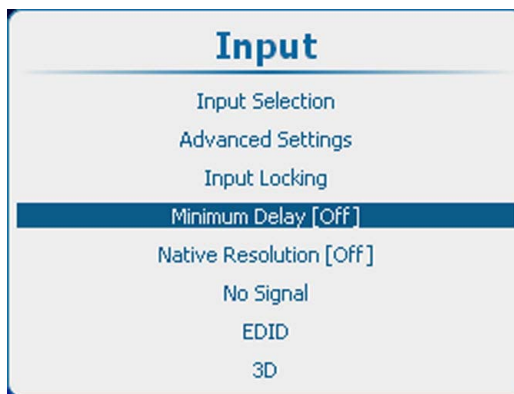 Input
Input Selection
Advanced Settings
Input Locking
Minimum Delay [Off]
Native Resolution [Off]
No Signal
EDID
3D